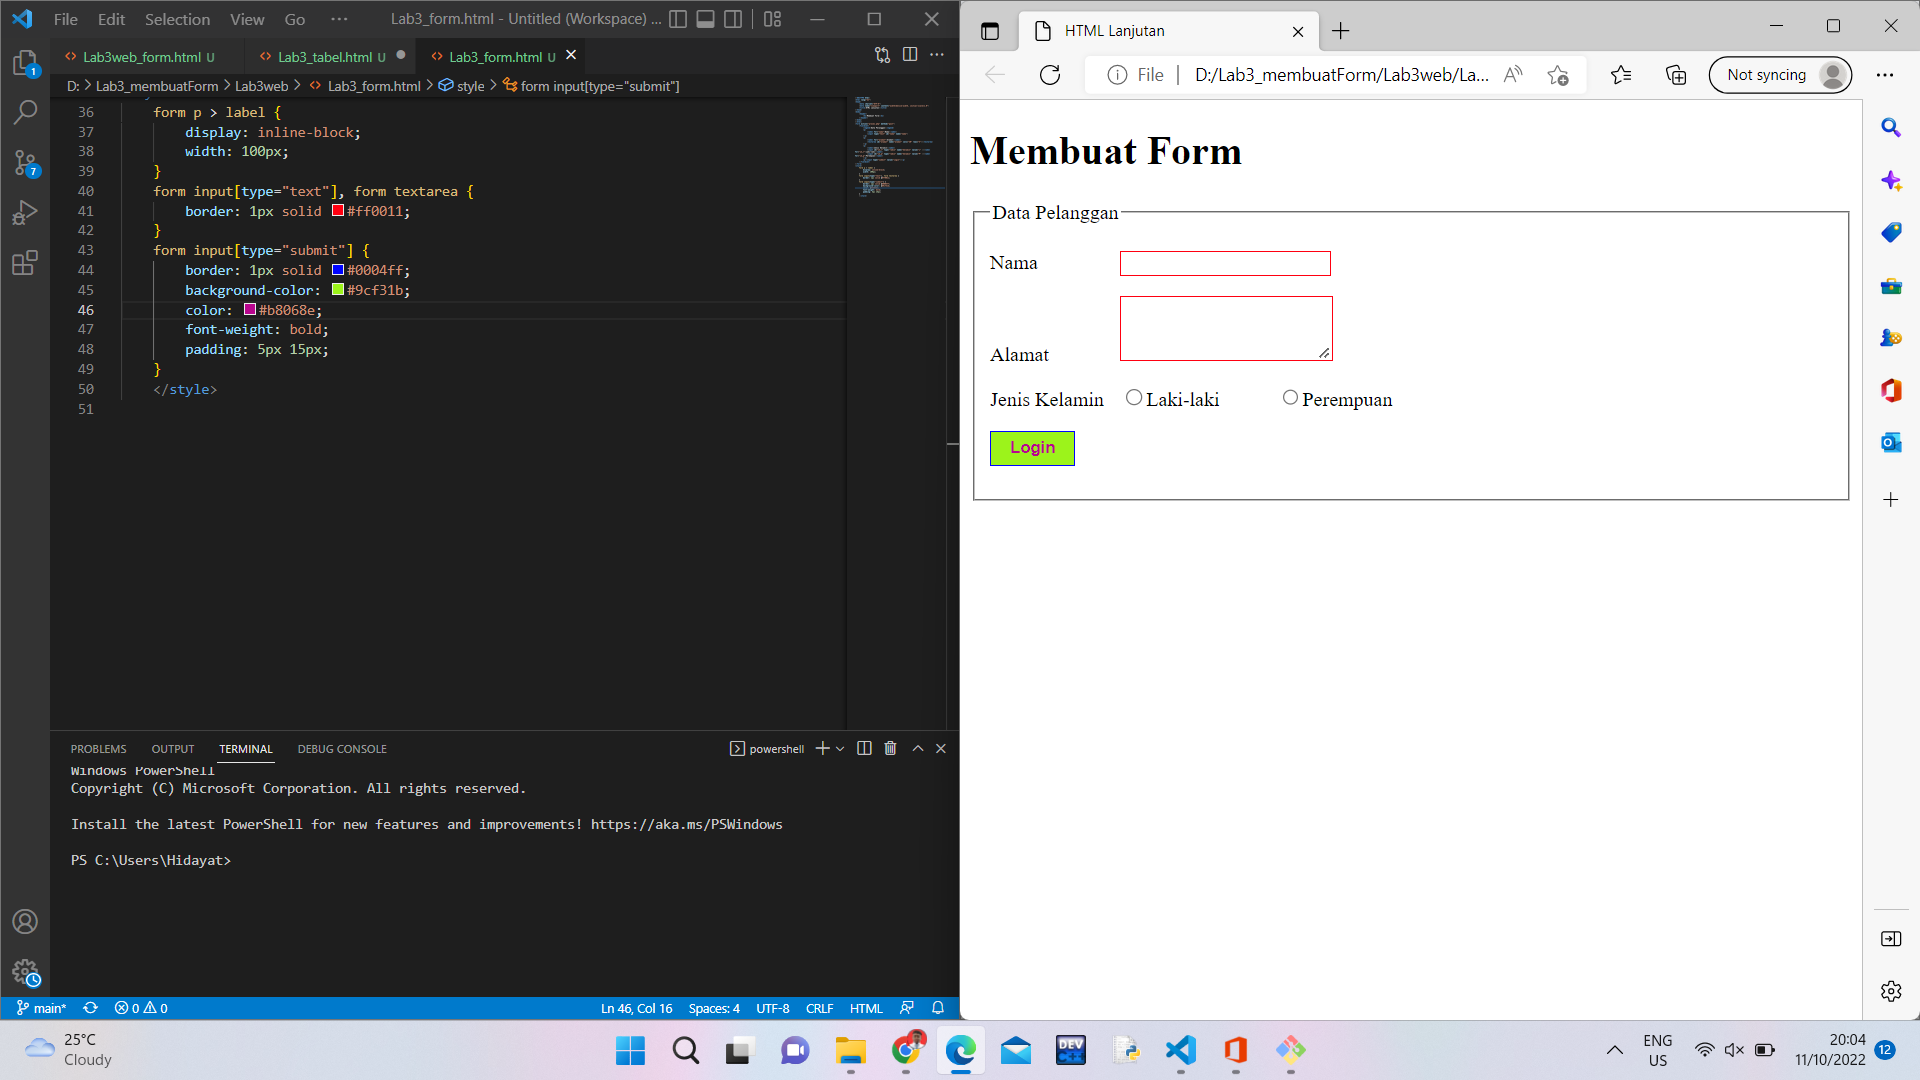 File Edit Selection View Go ··· Lab3_form.html - Untitled (Workspace) ...
Lab3web_form.html U Lab3_tabel.html U Lab3_form.html U
D: > Lab3_membuatForm > Lab3web > Lab3_form.html > style > form input[type="submit"]
36 form p > label {
37 display: inline-block;
38 width: 100px;
39 }
40 form input[type="text"], form textarea {
41 border: 1px solid #ff0011;
42 }
43 form input[type="submit"] {
44 border: 1px solid #0004ff;
45 background-color: #9cf31b;
46 color: #b8068e;
47 font-weight: bold;
48 padding: 5px 15px;
49 }
50 </style>
51
1
7
PROBLEMS OUTPUT TERMINAL DEBUG CONSOLE powershell
Windows PowerShell
Copyright (C) Microsoft Corporation. All rights reserved.
Install the latest PowerShell for new features and improvements! https://aka.ms/PSWindows
PS C:\Users\Hidayat>
main* 0 0 Ln 46, Col 16 Spaces: 4 UTF-8 CRLF HTML
HTML Lanjutan
File D:/Lab3_membuatForm/Lab3web/La... Not syncing
Membuat Form
Data Pelanggan
Nama
Alamat
Jenis Kelamin Laki-laki Perempuan
Login
25°C
Cloudy
DEV
ENG
US
20:04
11/10/2022
12